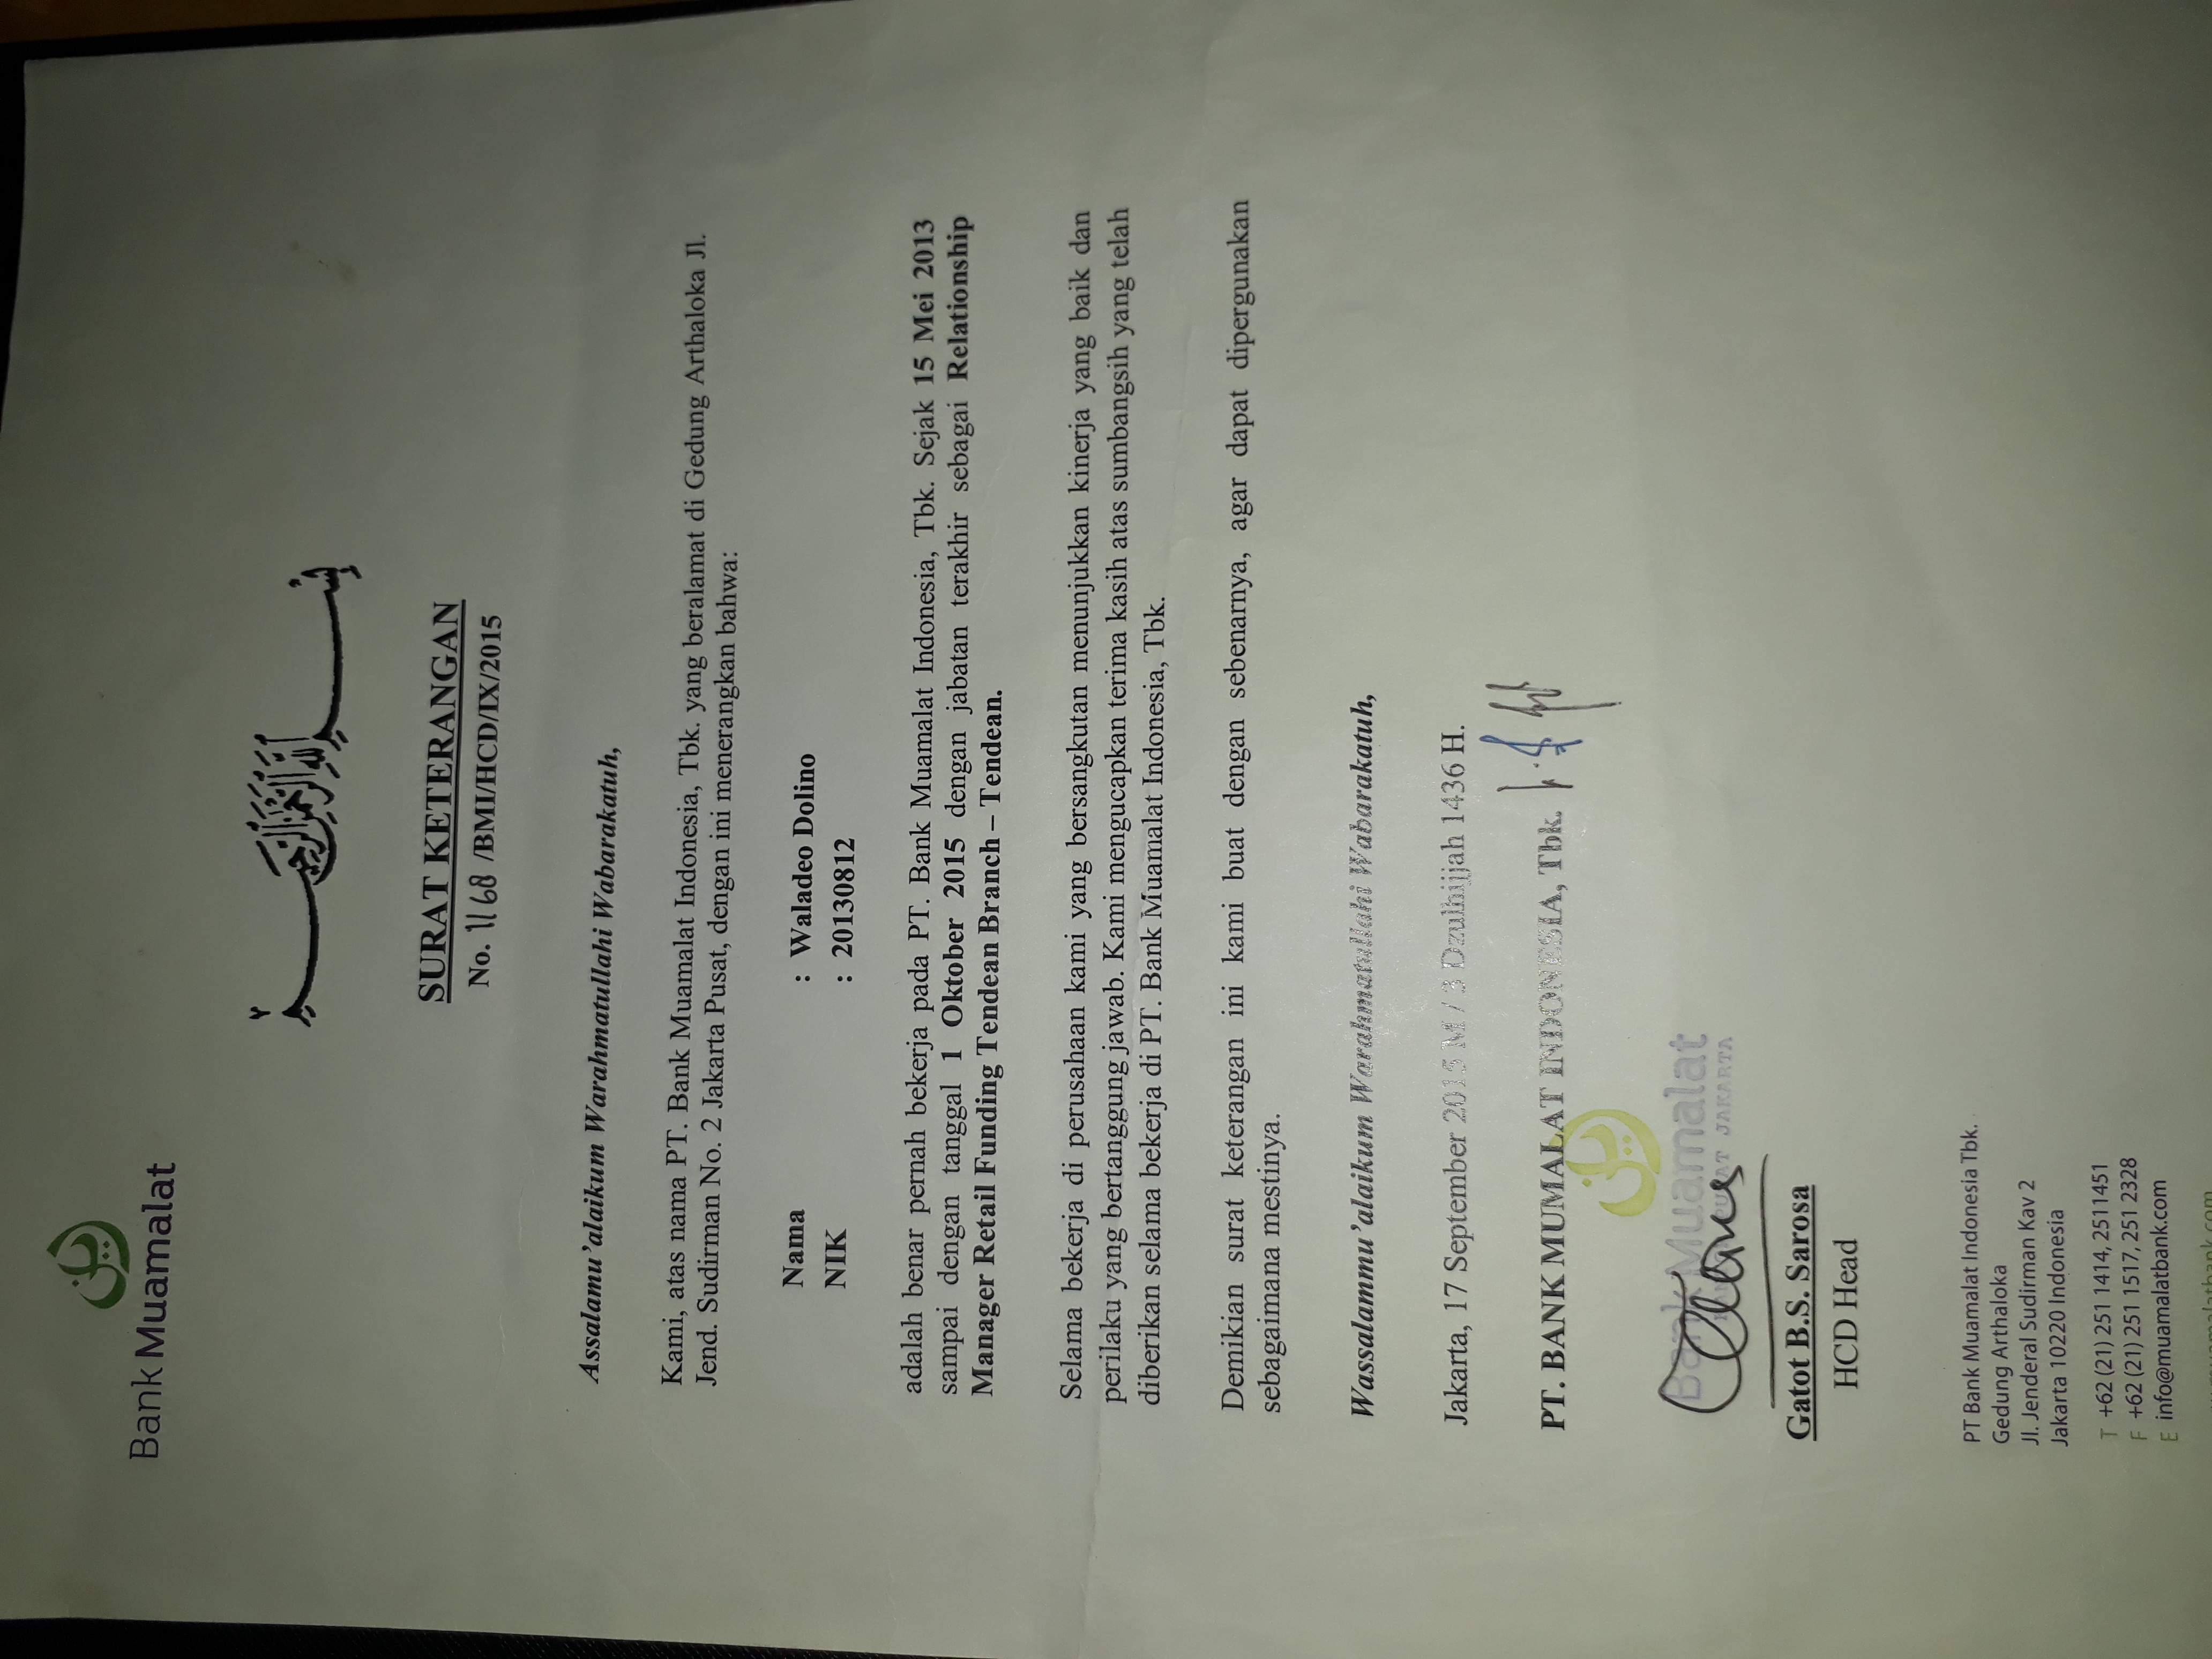 Bank Muamalat
بسم الله الرحمن الرحيم
SURAT KETERANGAN
No. 1168 /BMI/HCD/IX/2015
Assalamu'alaikum Warahmatullahi Wabarakatuh,
Kami, atas nama PT. Bank Muamalat Indonesia, Tbk. yang beralamat di Gedung Arthaloka Jl.
Jend. Sudirman No. 2 Jakarta Pusat, dengan ini menerangkan bahwa:
Nama : Waladeo Dolino
NIK : 20130812
adalah benar pernah bekerja pada PT. Bank Muamalat Indonesia, Tbk. Sejak 15 Mei 2013
sampai dengan tanggal 1 Oktober 2015 dengan jabatan terakhir sebagai Relationship
Manager Retail Funding Tendean Branch – Tendean.
Selama bekerja di perusahaan kami yang bersangkutan menunjukkan kinerja yang baik dan
perilaku yang bertanggung jawab. Kami mengucapkan terima kasih atas sumbangsih yang telah
diberikan selama bekerja di PT. Bank Muamalat Indonesia, Tbk.
Demikian surat keterangan ini kami buat dengan sebenarnya, agar dapat dipergunakan
sebagaimana mestinya.
Wassalammu'alaikum Warahmatullahi Wabarakatuh,
Jakarta, 17 September 2015 M / 3 Dzulhijjah 1436 H.
PT. BANK MUMALAT INDONESIA, Tbk.
Bank Muamalat
JAKARTA
Gatot B.S. Sarosa
HCD Head
PT Bank Muamalat Indonesia Tbk.
Gedung Arthaloka
Jl. Jenderal Sudirman Kav 2
Jakarta 10220 Indonesia
T +62 (21) 251 1414, 251 1451
F +62 (21) 251 1517, 251 2328
E info@muamalatbank.com